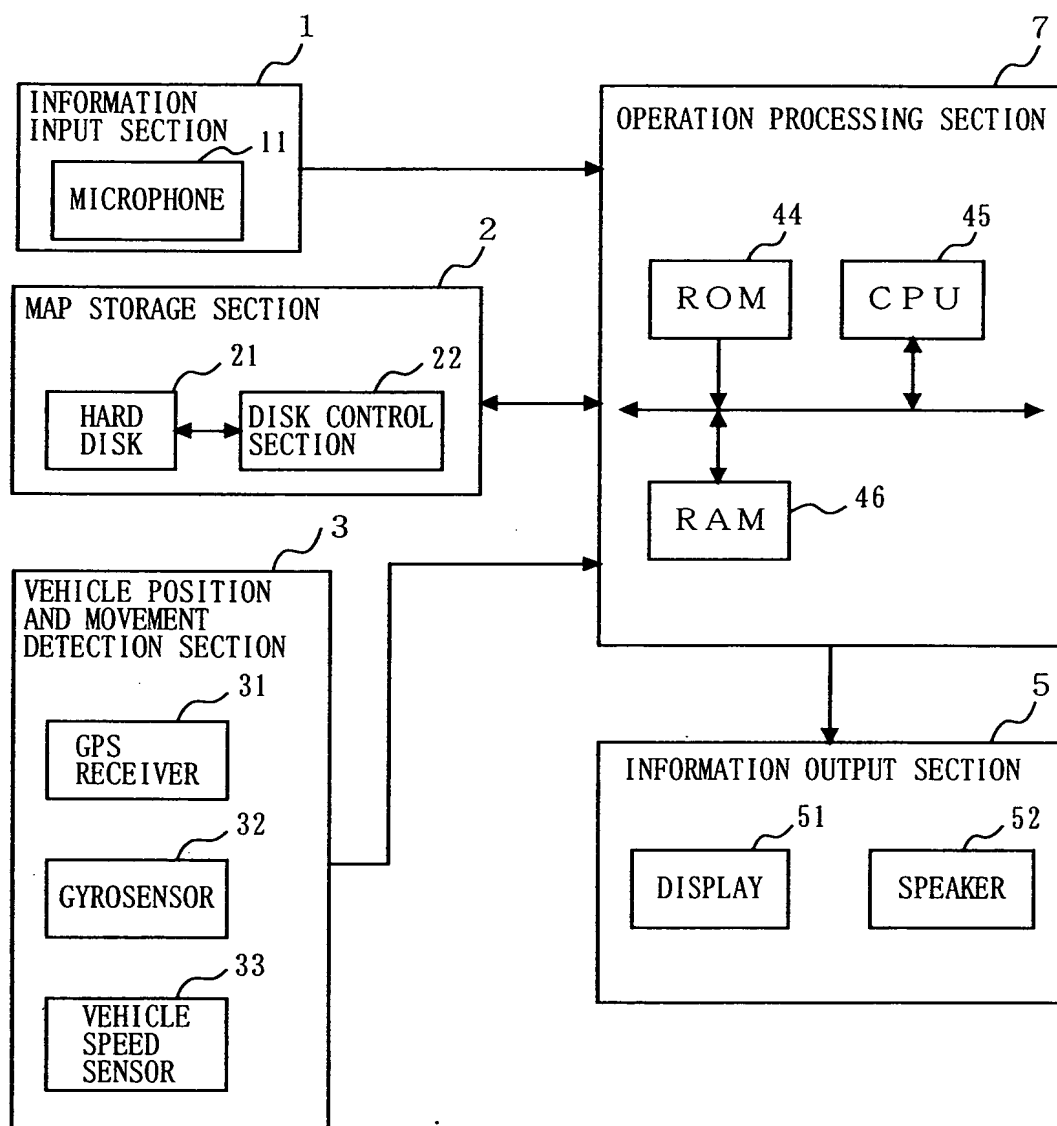 1
INFORMATION
INPUT SECTION
11
MICROPHONE
2
MAP STORAGE SECTION
21
HARD
DISK
22
DISK CONTROL
SECTION
3
VEHICLE POSITION
AND MOVEMENT
DETECTION SECTION
31
GPS
RECEIVER
32
GYROSENSOR
33
VEHICLE
SPEED
SENSOR
7
OPERATION PROCESSING SECTION
44
ROM
45
CPU
RAM
46
5
INFORMATION OUTPUT SECTION
51
DISPLAY
52
SPEAKER